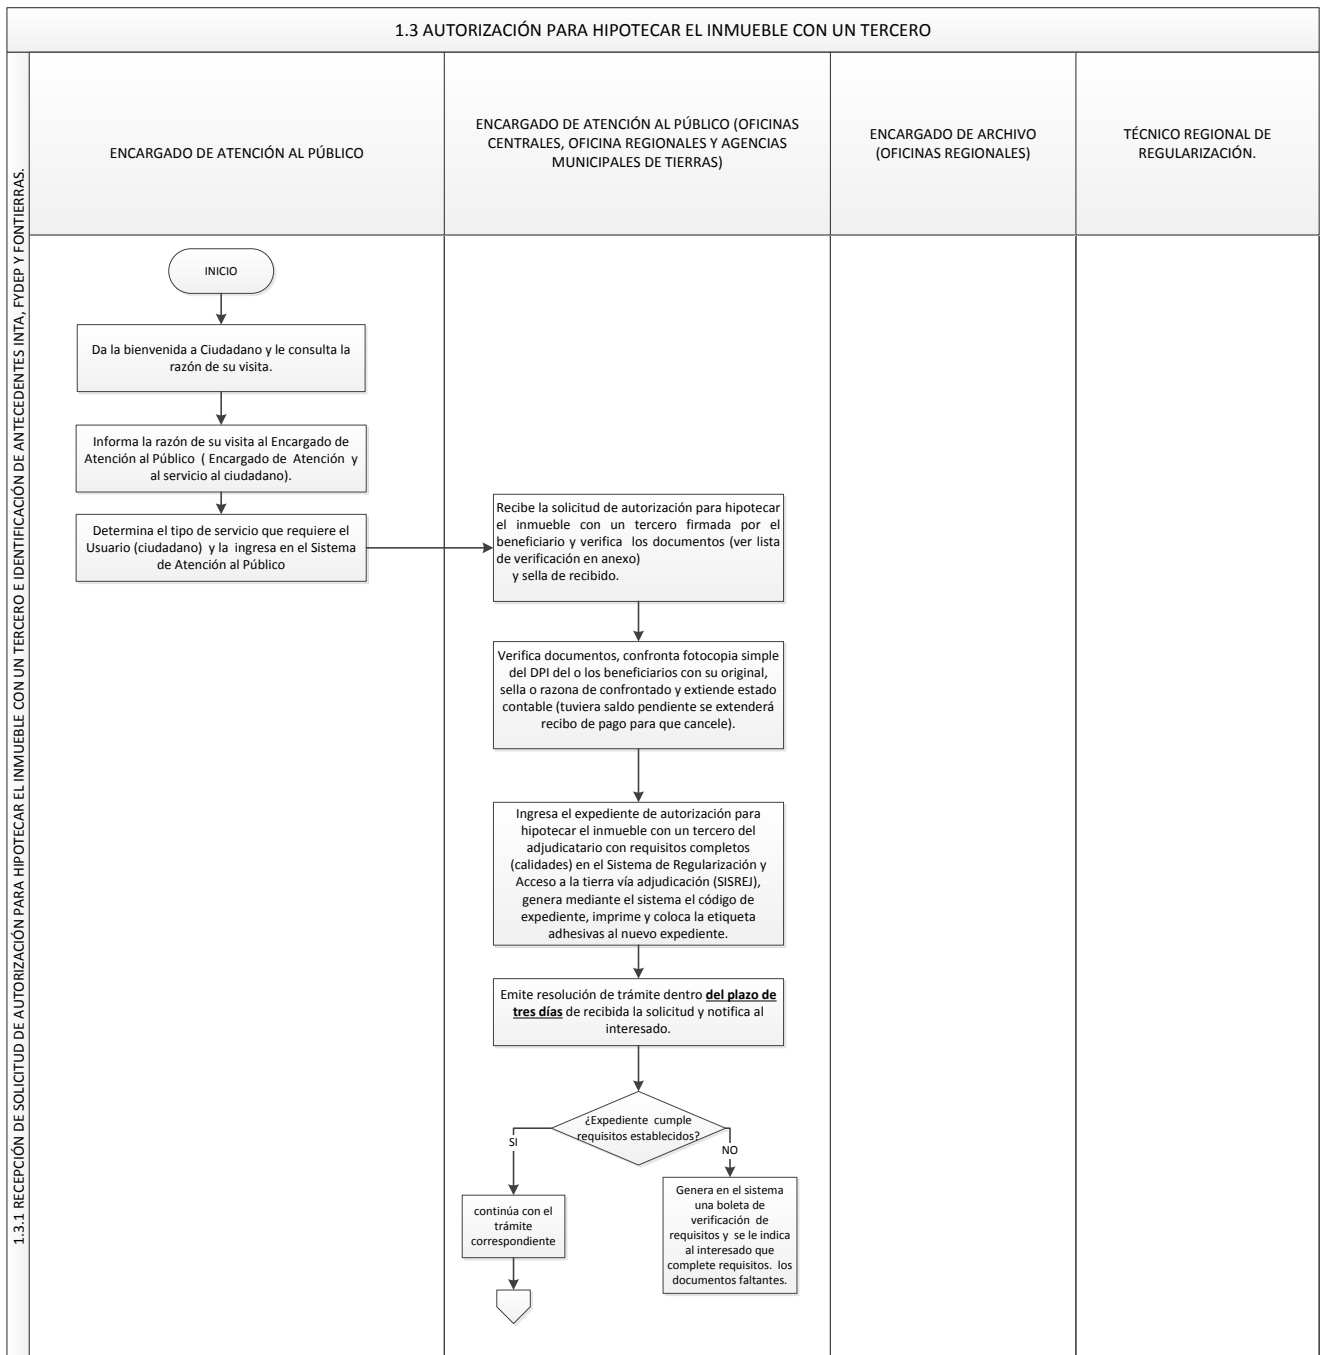 1.3 AUTORIZACIÓN PARA HIPOTECAR EL INMUEBLE CON UN TERCERO
1.3.1 RECEPCIÓN DE SOLICITUD DE AUTORIZACIÓN PARA HIPOTECAR EL INMUEBLE CON UN TERCERO E IDENTIFICACIÓN DE ANTECEDENTES INTA, FYDEP Y FONTIERRAS.
ENCARGADO DE ATENCIÓN AL PÚBLICO
ENCARGADO DE ATENCIÓN AL PÚBLICO (OFICINAS
CENTRALES, OFICINA REGIONALES Y AGENCIAS
MUNICIPALES DE TIERRAS)
ENCARGADO DE ARCHIVO
(OFICINAS REGIONALES)
TÉCNICO REGIONAL DE
REGULARIZACIÓN.
INICIO
Da la bienvenida a Ciudadano y le consulta la
razón de su visita.
Informa la razón de su visita al Encargado de
Atención al Público ( Encargado de Atención y
al servicio al ciudadano).
Determina el tipo de servicio que requiere el
Usuario (ciudadano) y la ingresa en el Sistema
de Atención al Público
Recibe la solicitud de autorización para hipotecar
el inmueble con un tercero firmada por el
beneficiario y verifica los documentos (ver lista
de verificación en anexo)
y sella de recibido.
Verifica documentos, confronta fotocopia simple
del DPI del o los beneficiarios con su original,
sella o razona de confrontado y extiende estado
contable (tuviera saldo pendiente se extenderá
recibo de pago para que cancele).
Ingresa el expediente de autorización para
hipotecar el inmueble con un tercero del
adjudicatario con requisitos completos
(calidades) en el Sistema de Regularización y
Acceso a la tierra vía adjudicación (SISREJ),
genera mediante el sistema el código de
expediente, imprime y coloca la etiqueta
adhesivas al nuevo expediente.
Emite resolución de trámite dentro del plazo de
tres días de recibida la solicitud y notifica al
interesado.
¿Expediente cumple
requisitos establecidos?
SI
NO
continúa con el
trámite
correspondiente
Genera en el sistema
una boleta de
verificación de
requisitos y se le indica
al interesado que
complete requisitos. los
documentos faltantes.